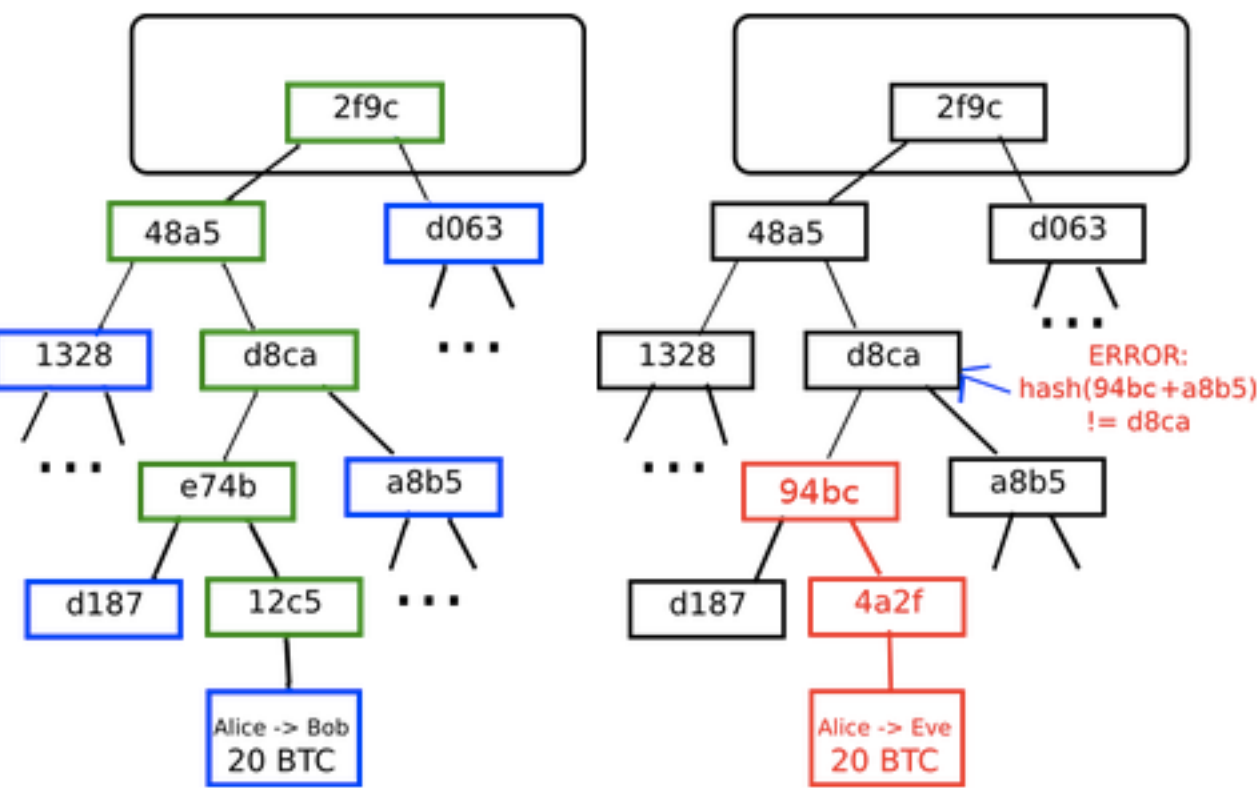 2f9c
48a5
d063
1328
d8ca
...
e74b
a8b5
...
d187
12c5
...
Alice -> Bob
20 BTC
2f9c
48a5
d063
1328
d8ca
...
ERROR:
hash(94bc+a8b5)
!= d8ca
...
94bc
a8b5
d187
4a2f
Alice -> Eve
20 BTC